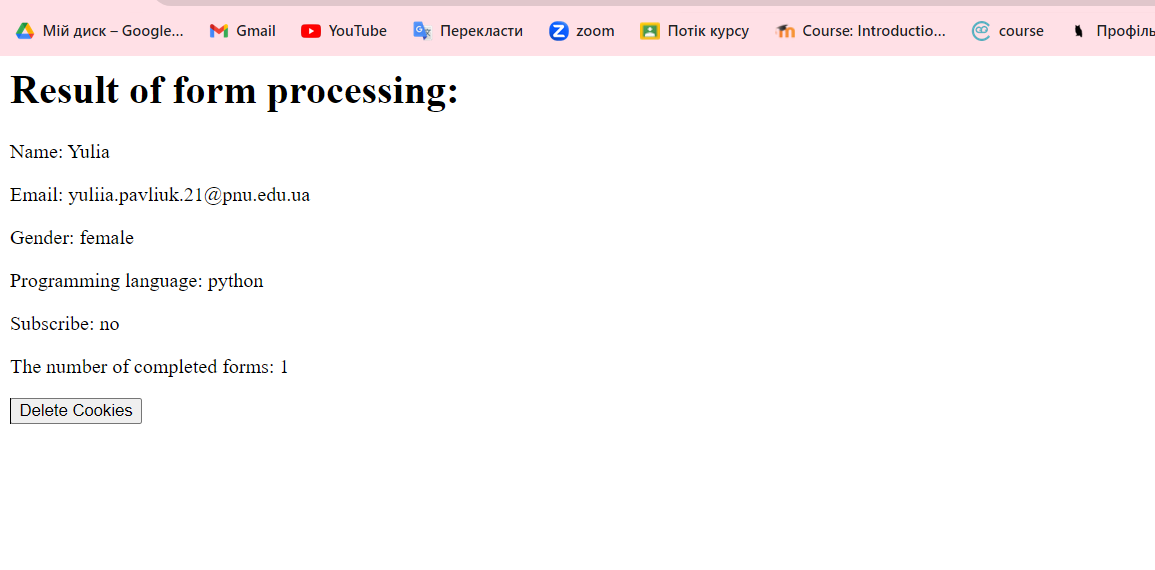 Мій диск – Google... Gmail YouTube Перекласти zoom Потік курсу Course: Introductio... course Профіль
Result of form processing:
Name: Yulia
Email: yuliia.pavliuk.21@pnu.edu.ua
Gender: female
Programming language: python
Subscribe: no
The number of completed forms: 1
Delete Cookies